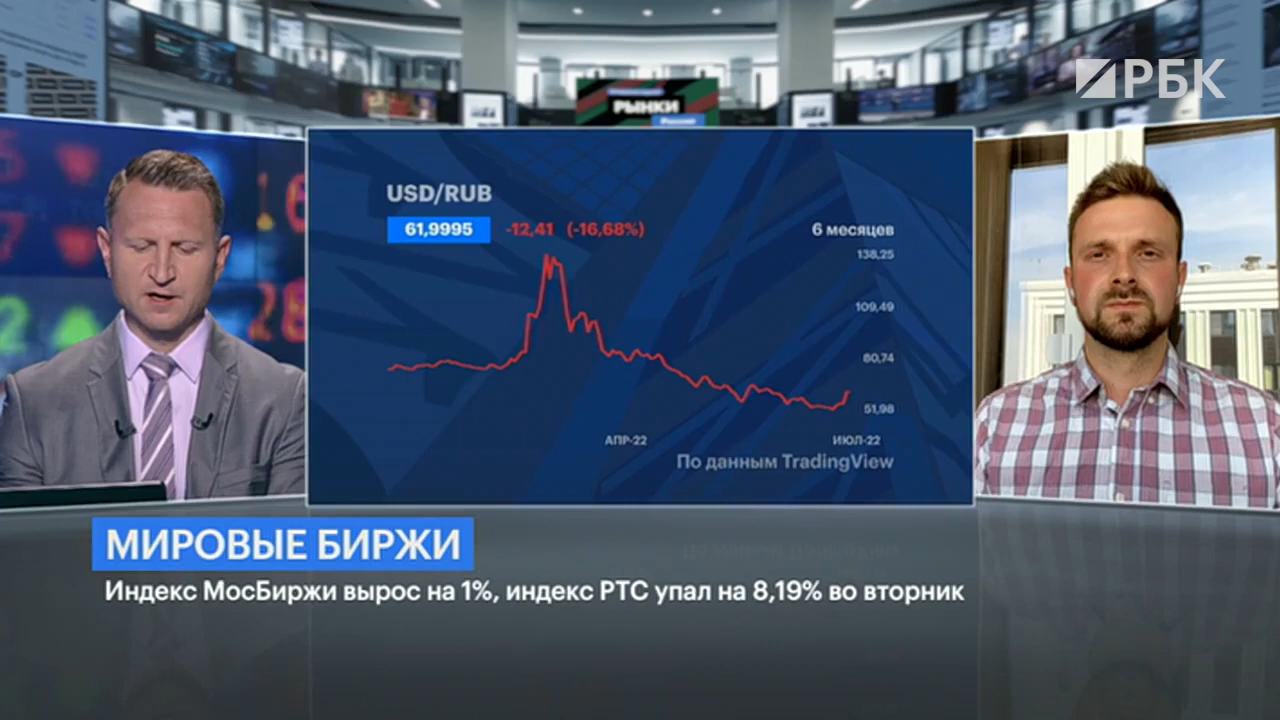 РБК
РЫНКИ
USD/RUB
61,9995 -12,41 (-16,68%)
6 месяцев
138,25
109,49
80,74
51,98
АПР-22 ИЮЛ-22
По данным TradingView
МИРОВЫЕ БИРЖИ
Индекс МосБиржи вырос на 1%, индекс РТС упал на 8,19% во вторник